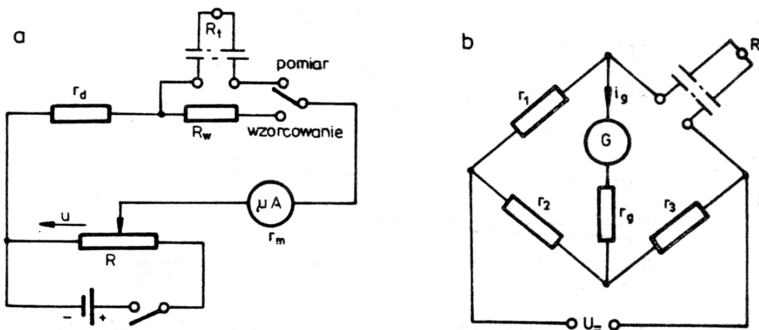 a
R_t
pomiar
r_d
R_w
wzorcowanie
u
μA
R
r_m
- +
b
R
r_1
i_g
G
r_2
r_g
r_3
U=